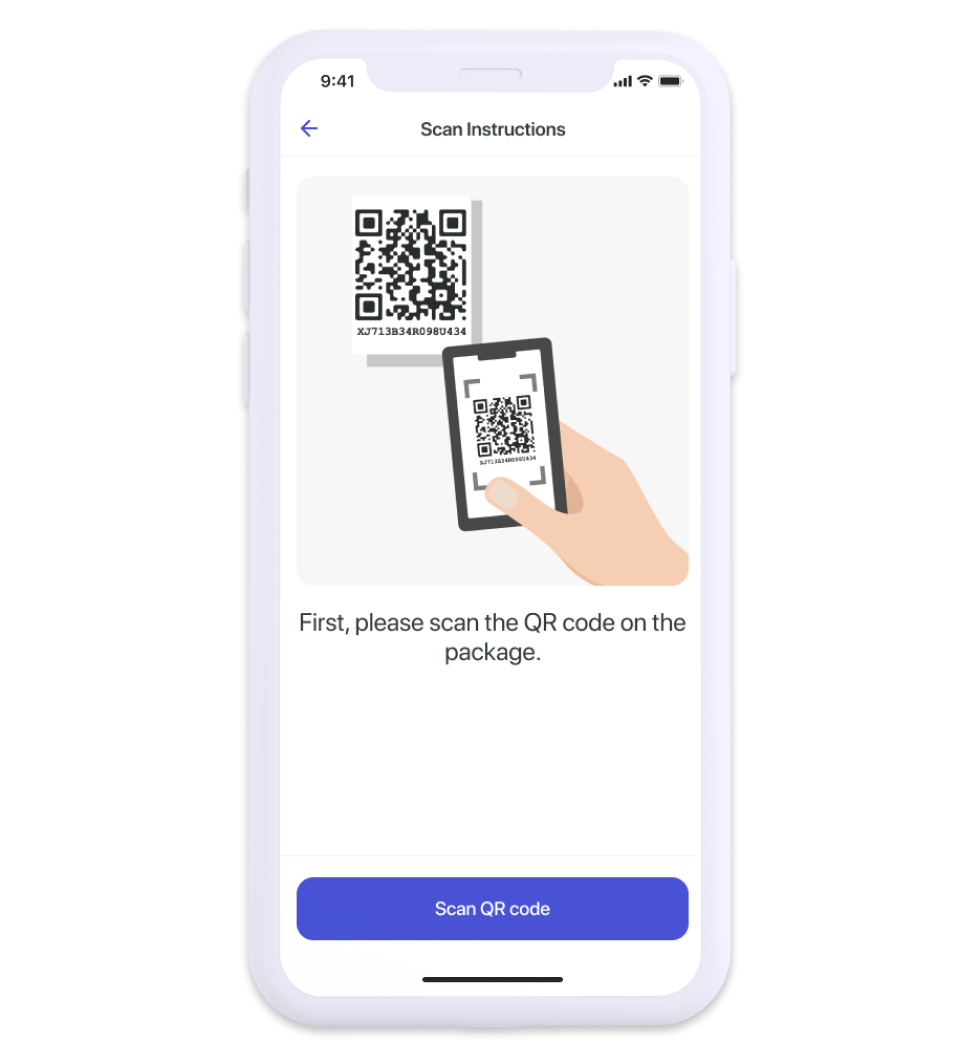 9:41
Scan Instructions
XJ713B34R098U434
XJ713B34R098U434
First, please scan the QR code on the
package.
Scan QR code